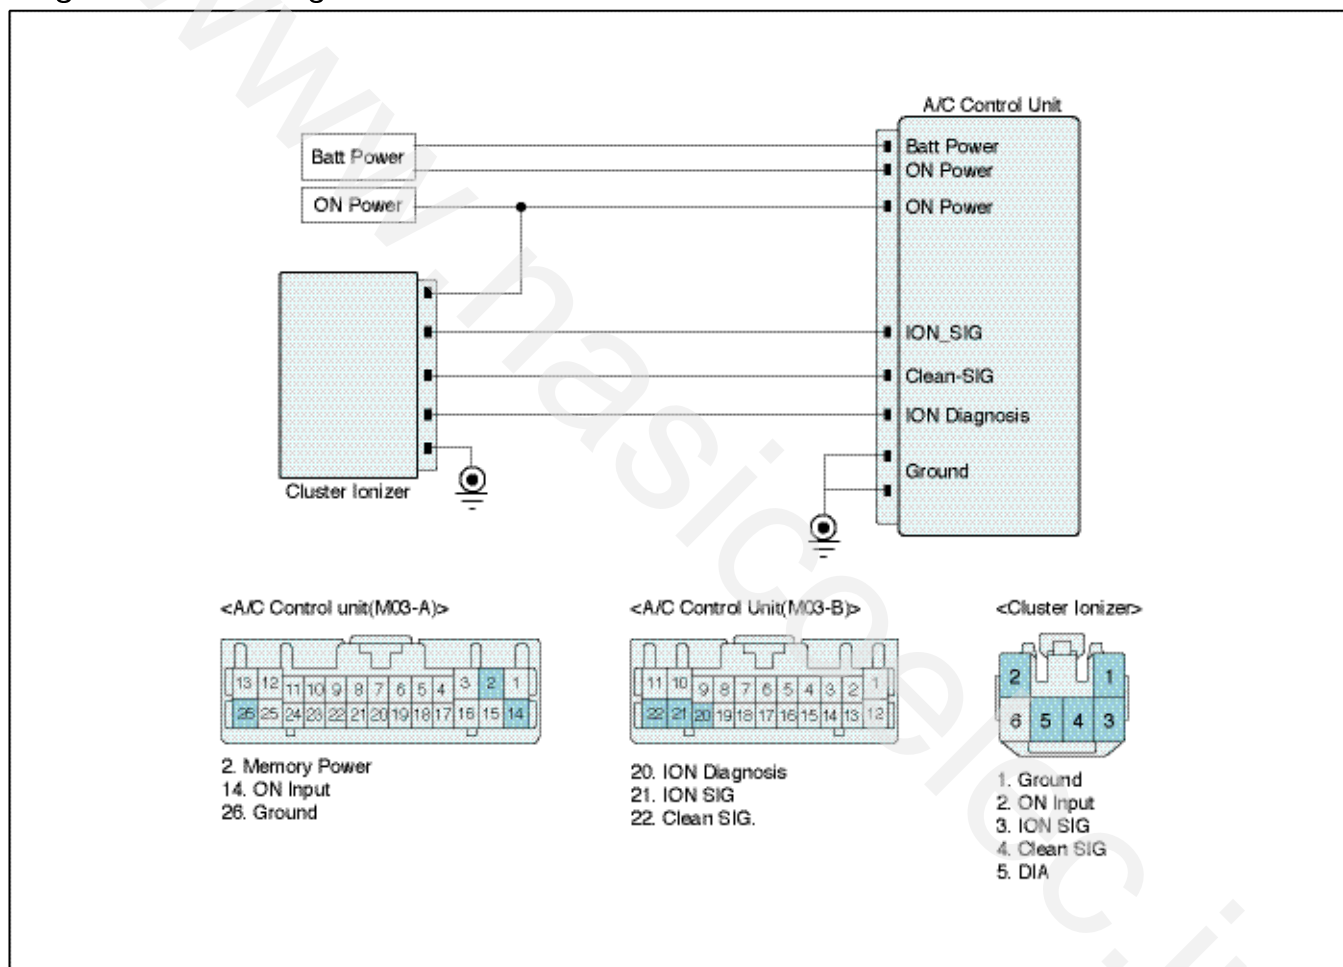 A/C Control Unit
Batt Power
ON Power
Batt Power
ON Power
ON Power
ION_SIG
Clean-SIG
ION Diagnosis
Ground
Cluster Ionizer
<A/C Control unit(M03-A)>
13 12 11 10 9 8 7 6 5 4 3 2 1
26 25 24 23 22 21 20 19 18 17 16 15 14
2. Memory Power
14. ON Input
26. Ground
<A/C Control Unit(M03-B)>
11 10 9 8 7 6 5 4 3 2 1
22 21 20 19 18 17 16 15 14 13 12
20. ION Diagnosis
21. ION SIG
22. Clean SIG.
<Cluster Ionizer>
2 1
6 5 4 3
1. Ground
2. ON Input
3. ION SIG
4. Clean SIG
5. DIA